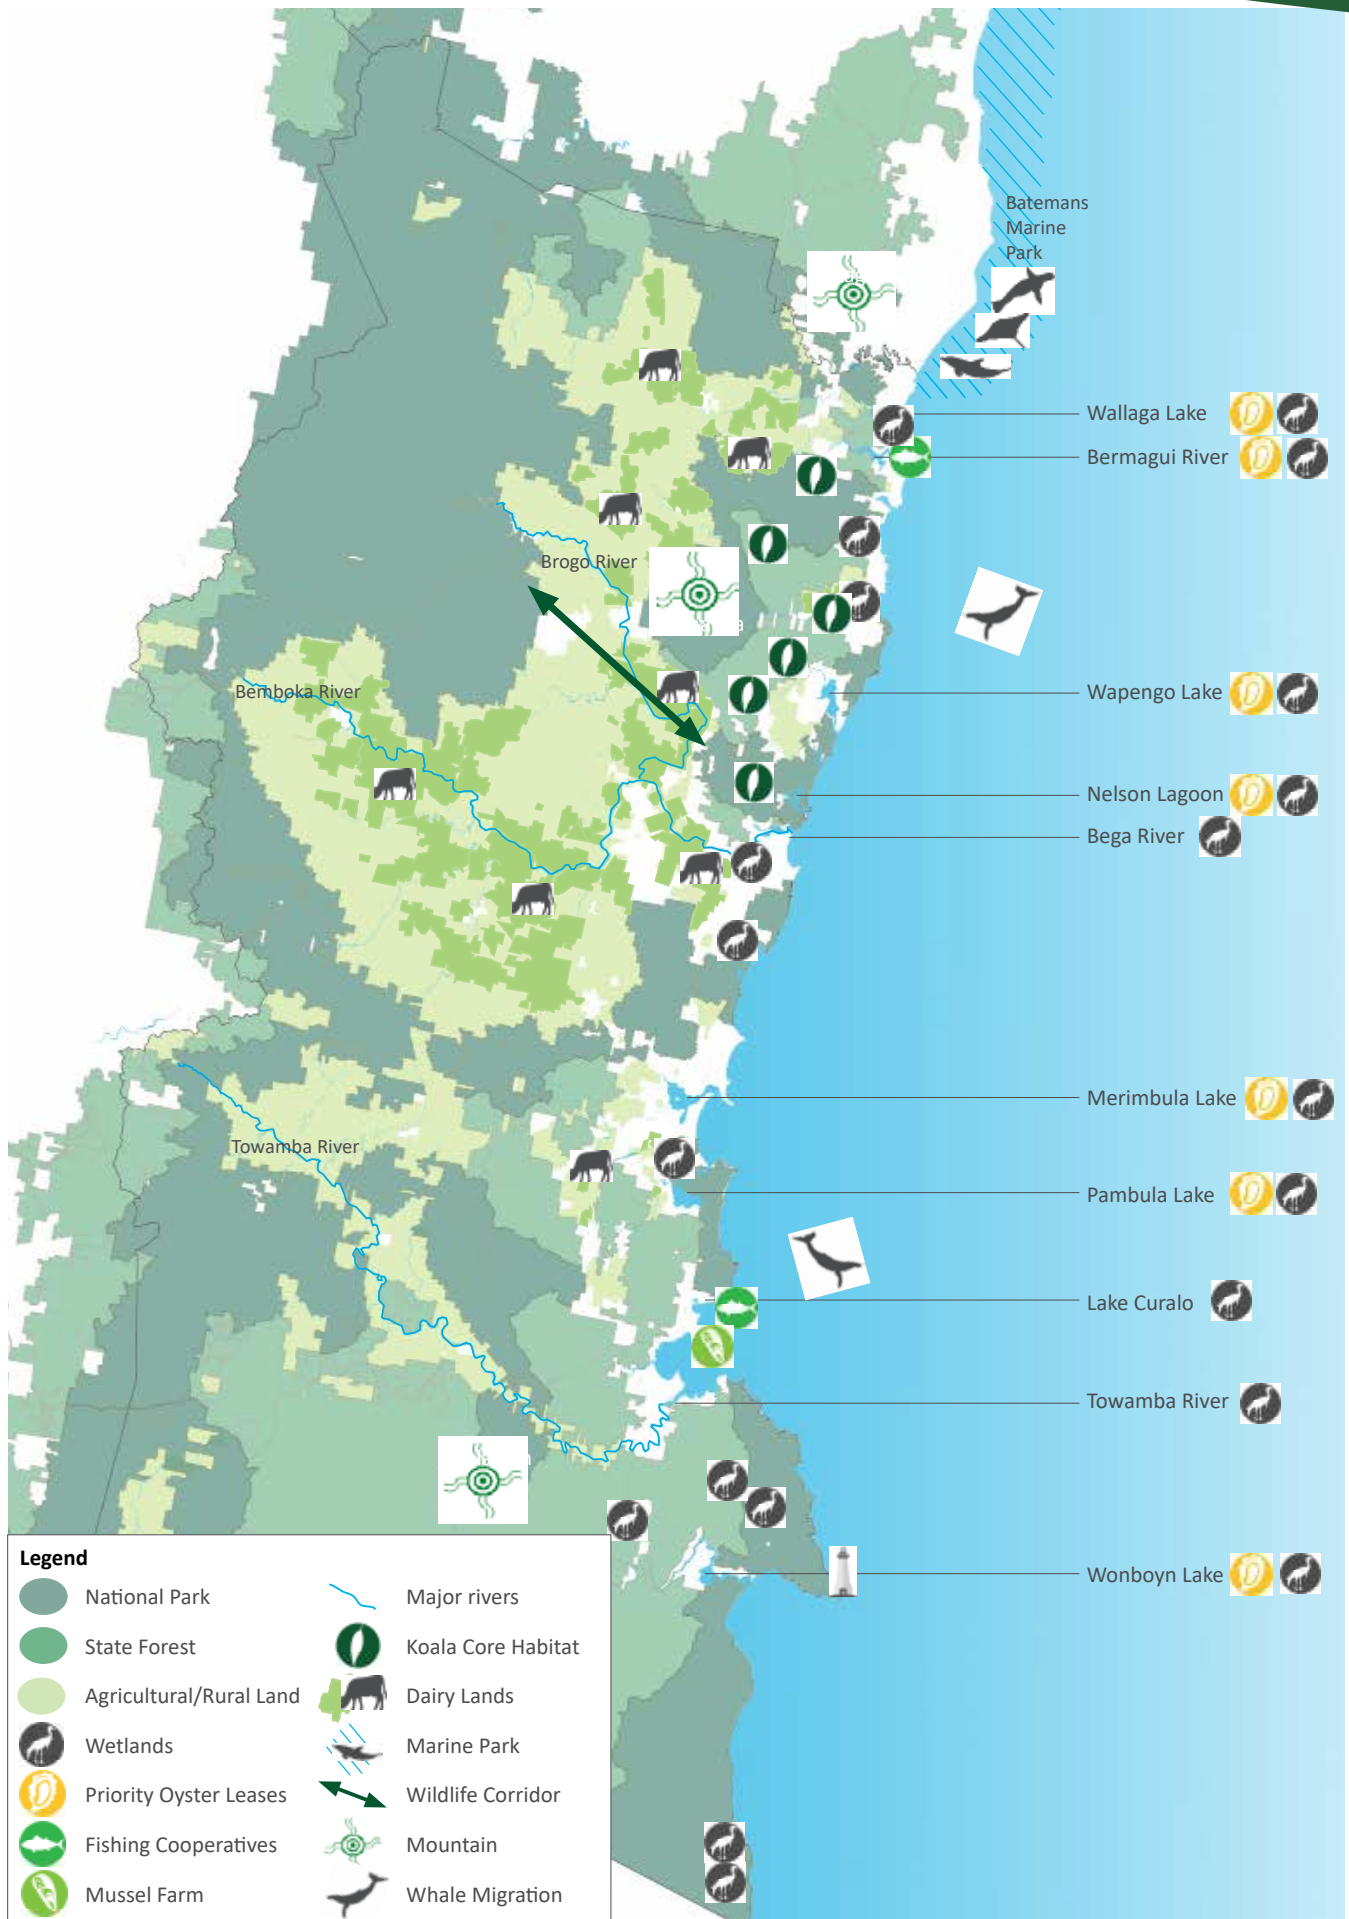 Batemans
Marine
Park
Wallaga Lake
Bermagui River
Brogo River
Bemboka River
Wapengo Lake
Nelson Lagoon
Bega River
Merimbula Lake
Towamba River
Pambula Lake
Lake Curalo
Towamba River
Wonboyn Lake
Legend
National Park
Major rivers
State Forest
Koala Core Habitat
Agricultural/Rural Land
Dairy Lands
Wetlands
Marine Park
Priority Oyster Leases
Wildlife Corridor
Fishing Cooperatives
Mountain
Mussel Farm
Whale Migration